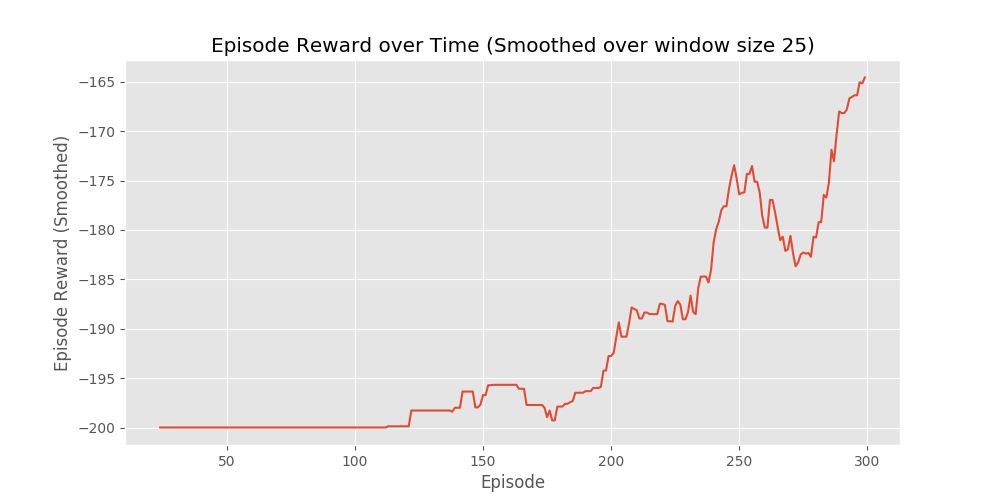 Episode Reward over Time (Smoothed over window size 25)
−165
−170
−175
−180
−185
−190
−195
−200
Episode Reward (Smoothed)
50 100 150 200 250 300
Episode